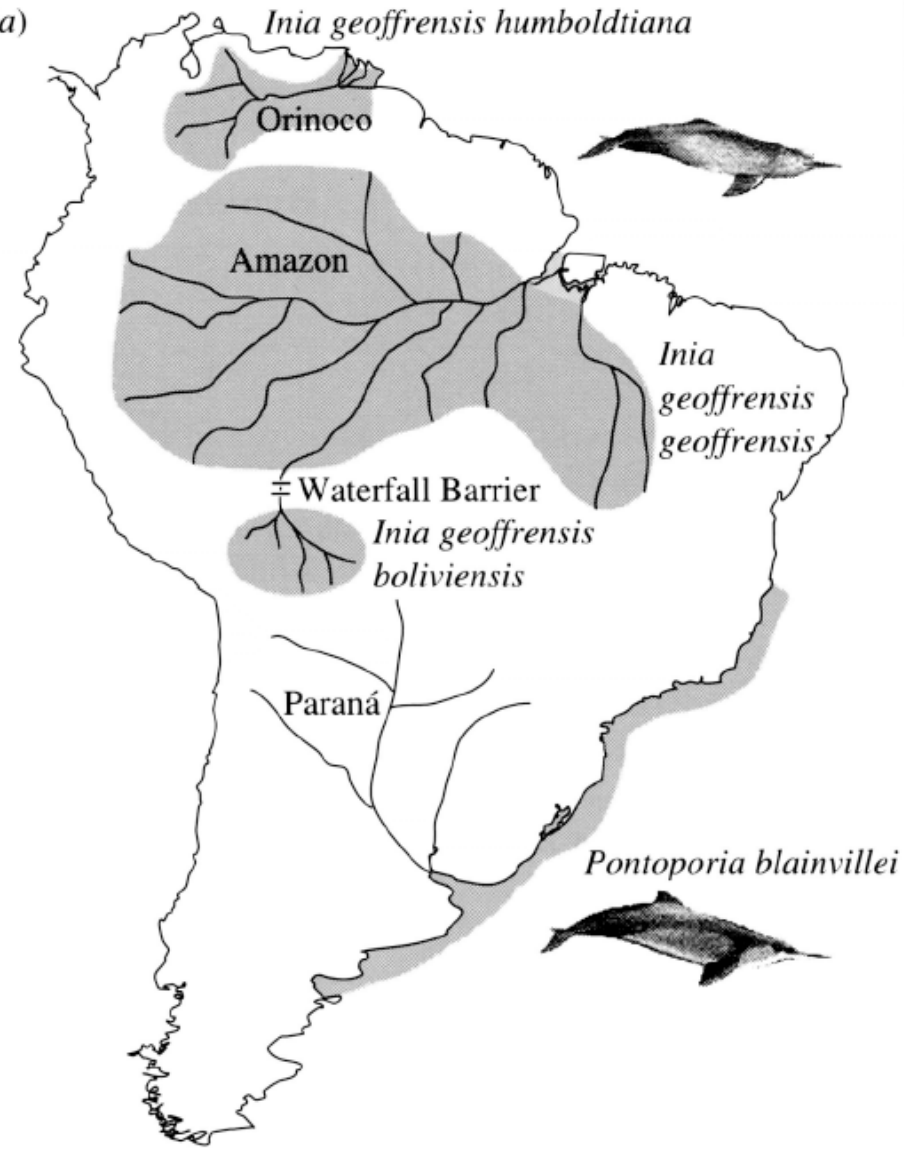 a)
Inia geoffrensis humboldtiana
Orinoco
Amazon
Inia
geoffrensis
geoffrensis
Waterfall Barrier
Inia geoffrensis
boliviensis
Paraná
Pontoporia blainvillei